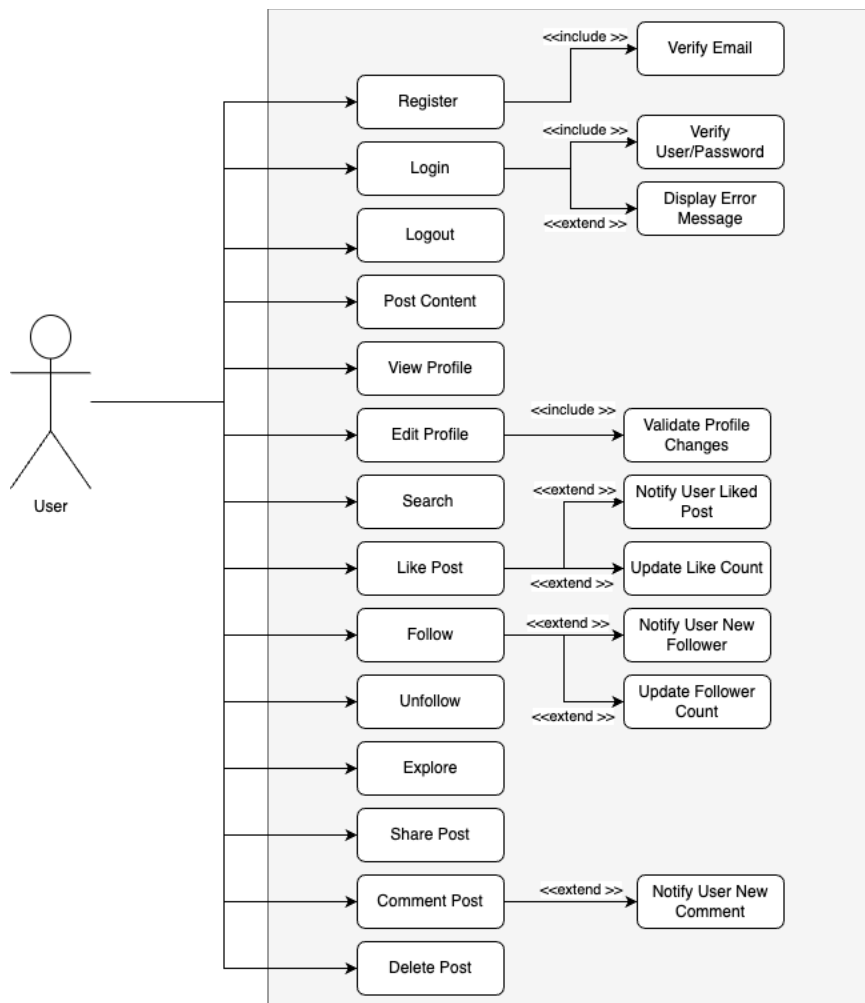 <<include >>
Verify Email
Register
<<include >>
Verify
User/Password
Login
Display Error
Message
<<extend >>
Logout
Post Content
View Profile
<<include >>
Edit Profile
Validate Profile
Changes
<<extend >>
Notify User Liked
Post
Search
Like Post
Update Like Count
<<extend >>
User
Follow
<<extend >>
Notify User New
Follower
Unfollow
Update Follower
Count
<<extend >>
Explore
Share Post
Comment Post
<<extend >>
Notify User New
Comment
Delete Post